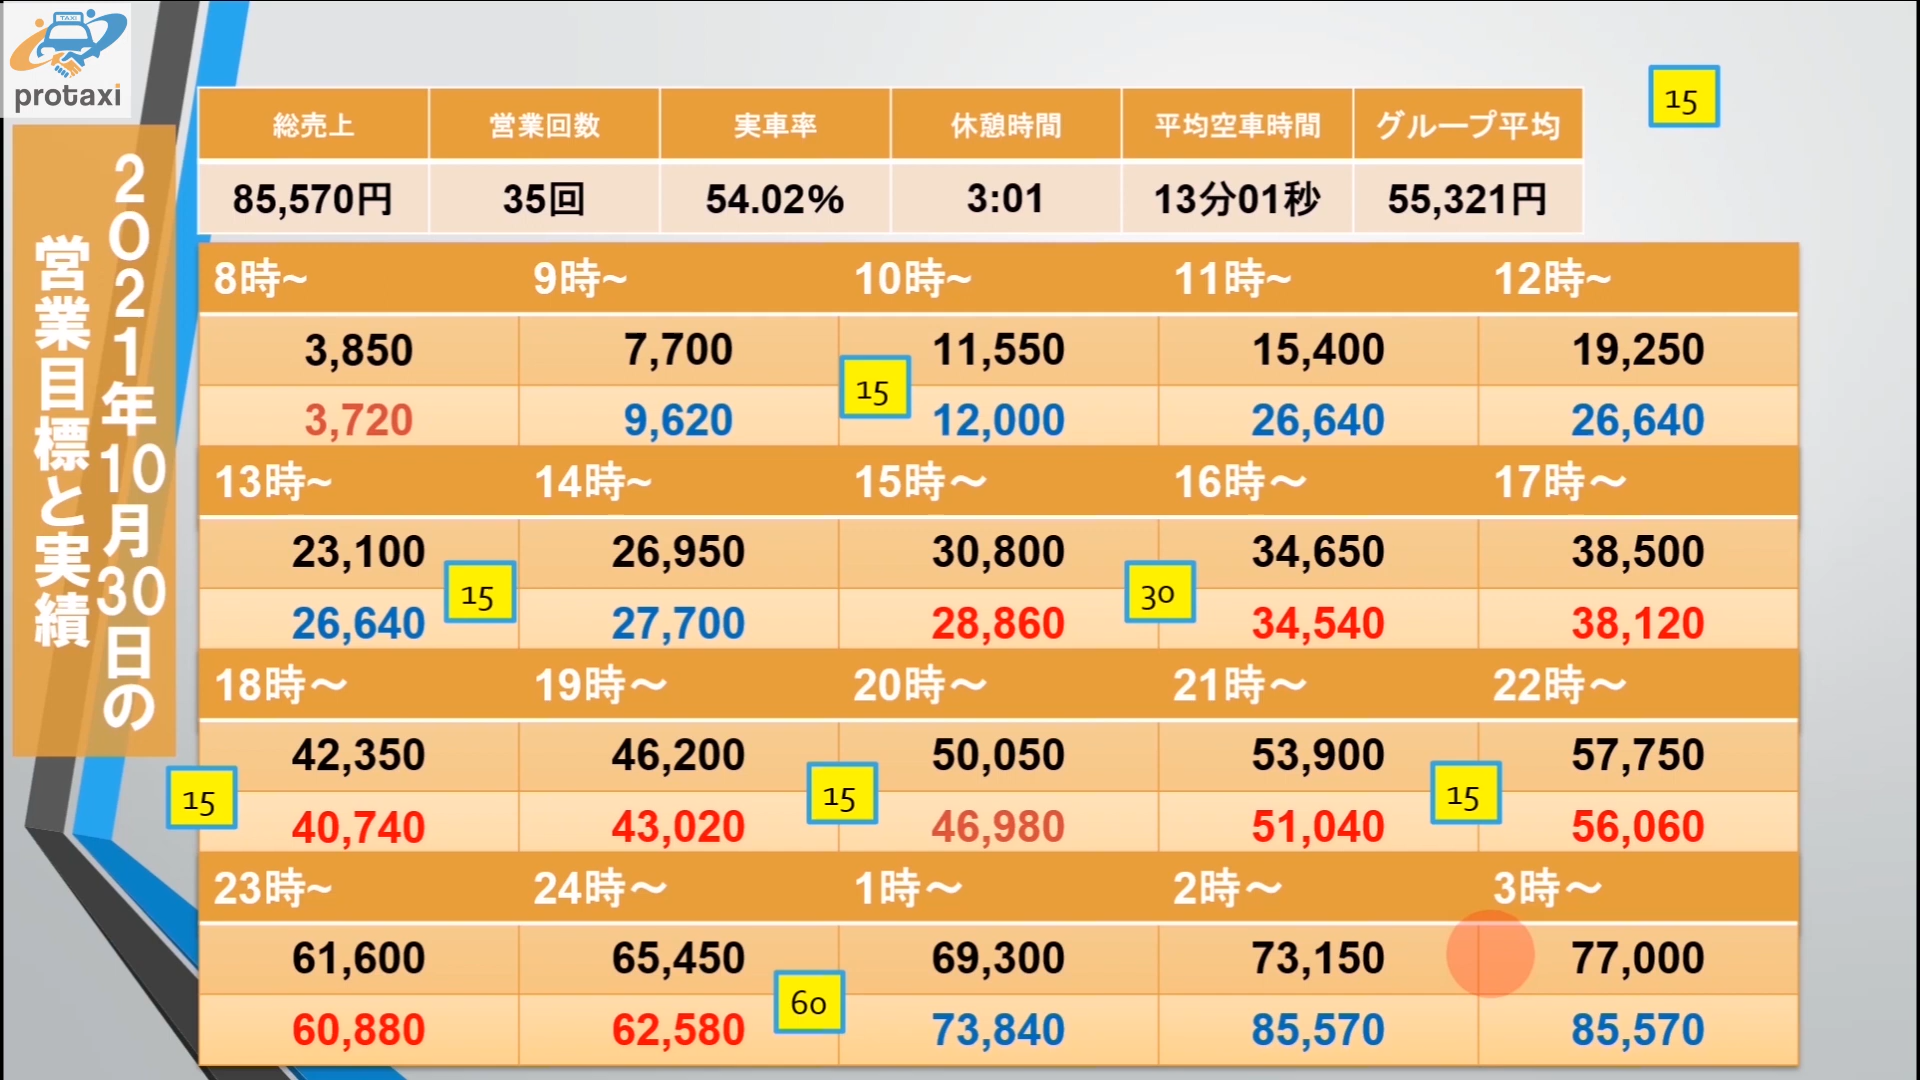 TAXI
protaxi
2021年10月30日の
営業目標と実績
15
総売上 営業回数 実車率 休憩時間 平均空車時間 グループ平均
85,570円 35回 54.02% 3:01 13分01秒 55,321円
8時~ 9時~ 10時~ 11時~ 12時~
3,850 7,700 11,550 15,400 19,250
15
3,720 9,620 12,000 26,640 26,640
13時~ 14時~ 15時～ 16時～ 17時～
23,100 26,950 30,800 34,650 38,500
15 30
26,640 27,700 28,860 34,540 38,120
18時～ 19時～ 20時～ 21時～ 22時～
42,350 46,200 50,050 53,900 57,750
15 15 15
40,740 43,020 46,980 51,040 56,060
23時~ 24時～ 1時～ 2時～ 3時～
61,600 65,450 69,300 73,150 77,000
60
60,880 62,580 73,840 85,570 85,570